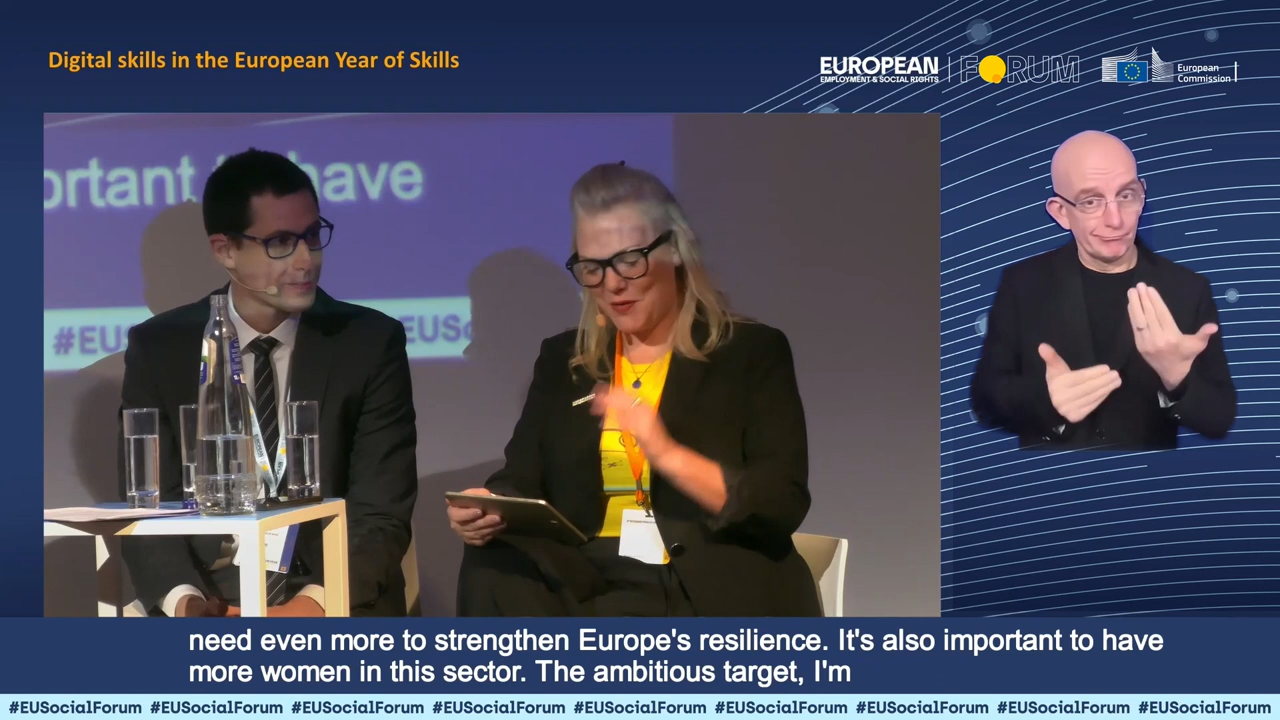 Digital skills in the European Year of Skills
EUROPEAN
EMPLOYMENT & SOCIAL RIGHTS
FORUM
European
Commission
ortant to have
#EUS
EUSo
need even more to strengthen Europe's resilience. It's also important to have
more women in this sector. The ambitious target, I'm
#EUSocialForum #EUSocialForum #EUSocialForum #EUSocialForum #EUSocialForum #EUSocialForum #EUSocialForum #EUSocialForum #EUSocialForum